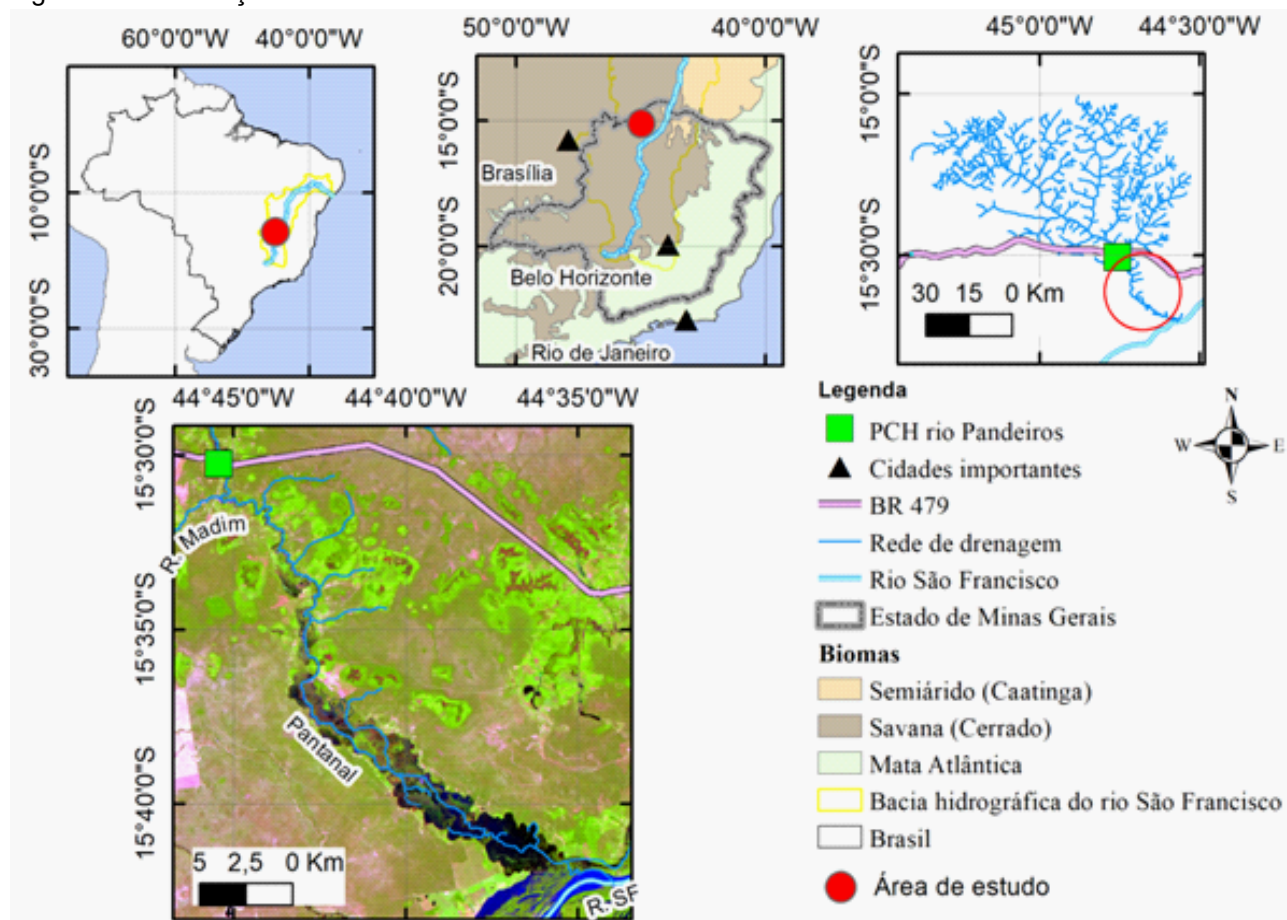 60°0'0"W 40°0'0"W
10°0'0"S
30°0'0"S
50°0'0"W 40°0'0"W
15°0'0"S
20°0'0"S
Brasília
Belo Horizonte
Rio de Janeiro
45°0'0"W 44°30'0"W
15°0'0"S
15°30'0"S
30 15 0 Km
44°45'0"W 44°40'0"W 44°35'0"W
15°30'0"S
15°35'0"S
15°40'0"S
R. Madim
Pantanal
R. SF
5 2,5 0 Km
Legenda
PCH rio Pandeiros
Cidades importantes
BR 479
Rede de drenagem
Rio São Francisco
Estado de Minas Gerais
Biomas
Semiárido (Caatinga)
Savana (Cerrado)
Mata Atlântica
Bacia hidrográfica do rio São Francisco
Brasil
Área de estudo
N
W E
S